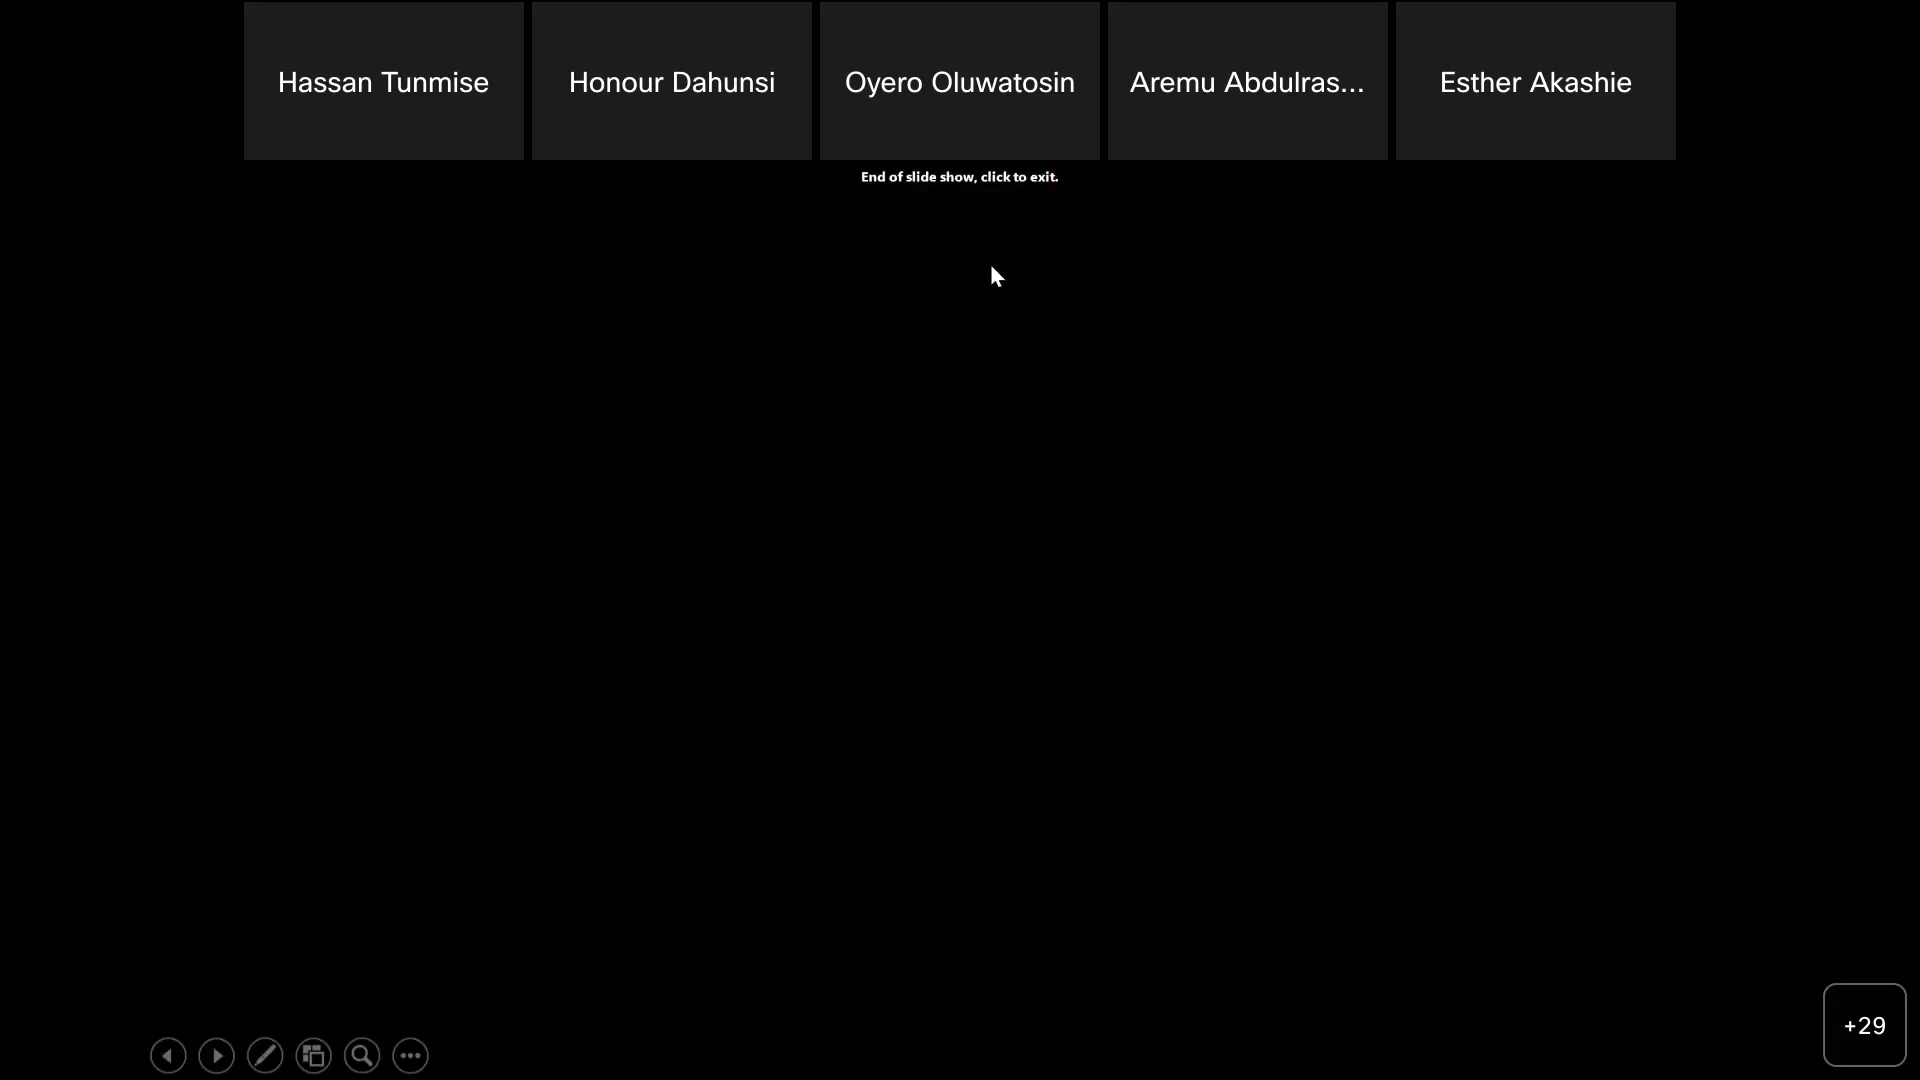 Hassan Tunmise
Honour Dahunsi
Oyero Oluwatosin
Aremu Abdulras...
Esther Akashie
End of slide show, click to exit.
+29